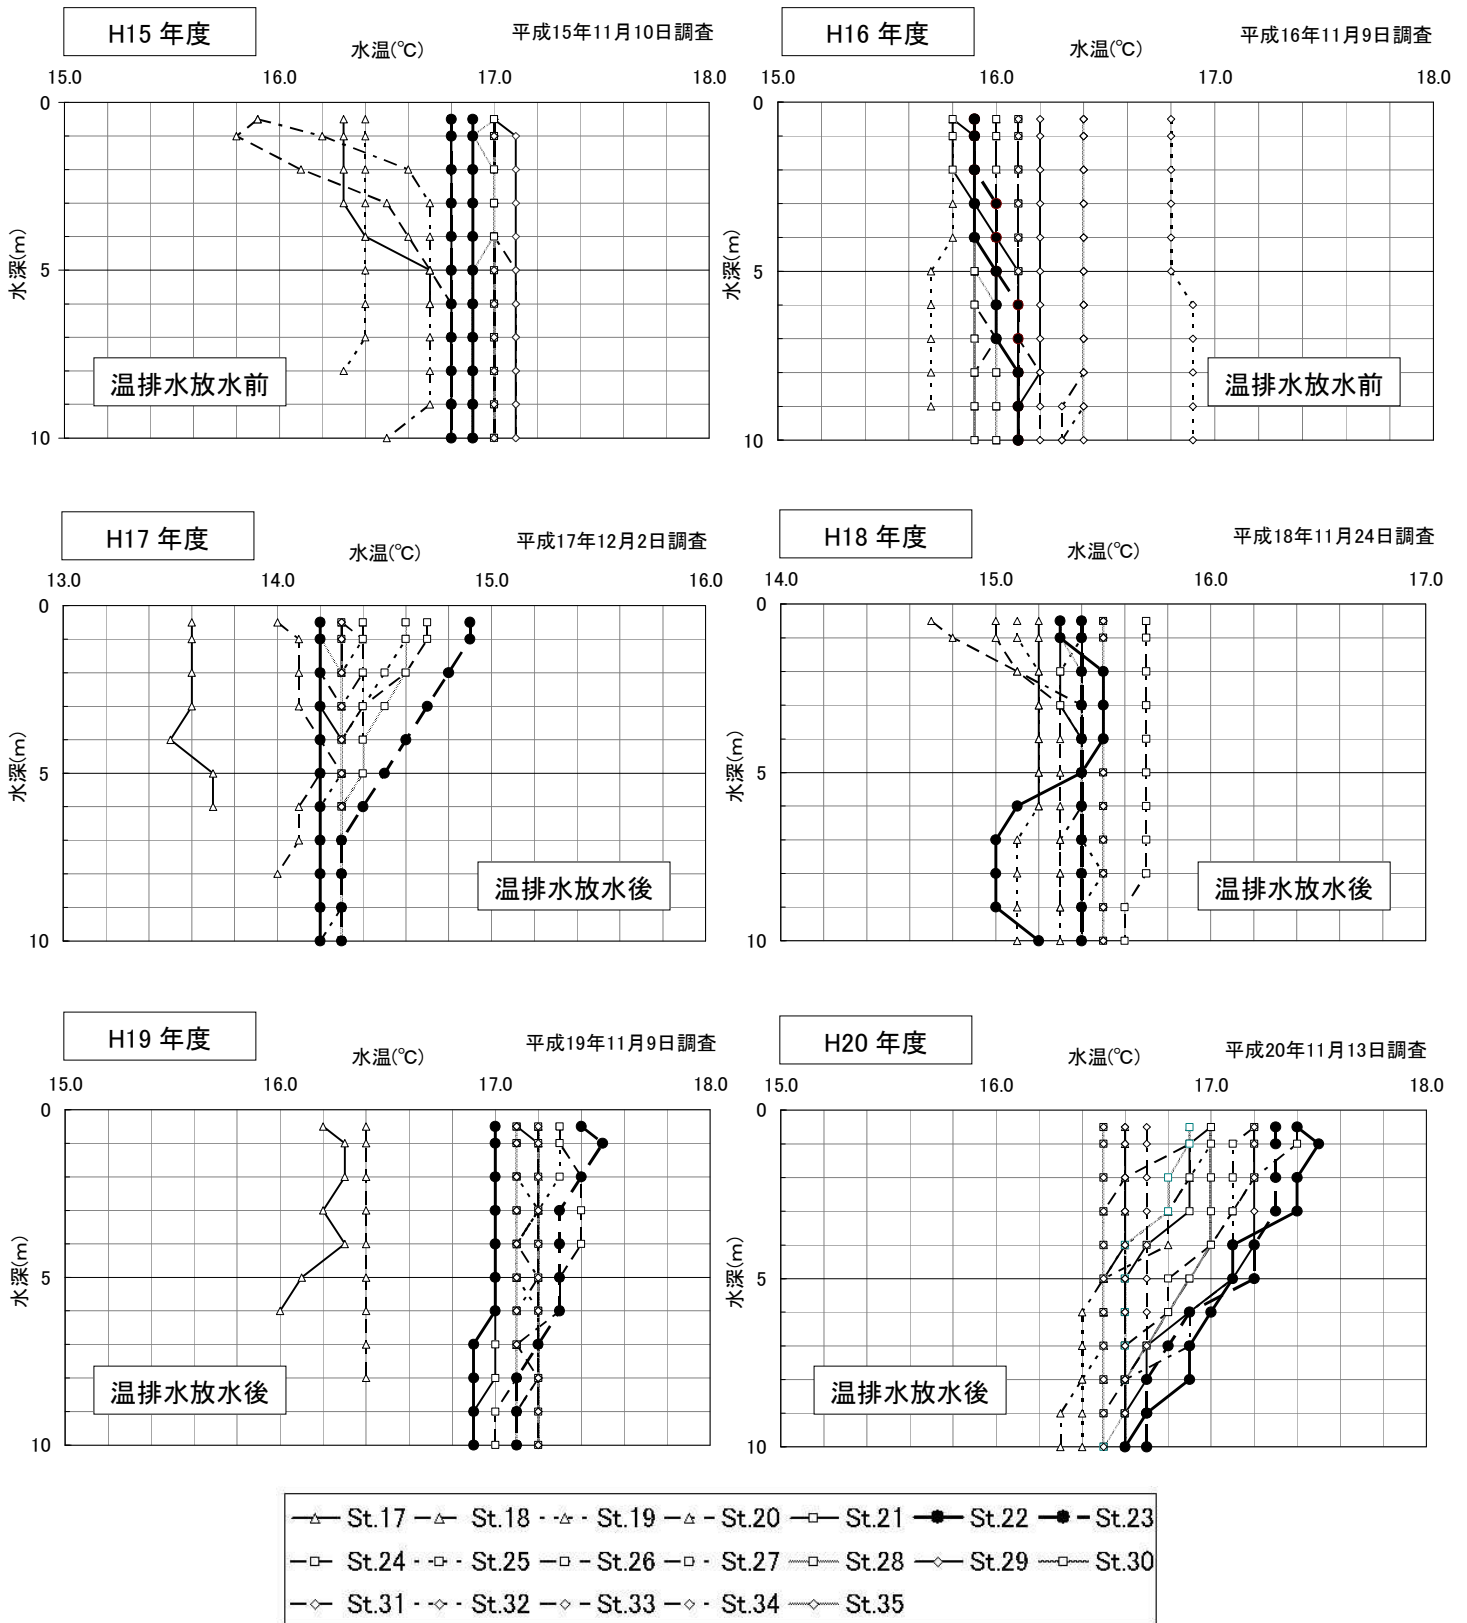 H15 年度
平成15年11月10日調査
水温(℃)
15.0 16.0 17.0 18.0
0
5
10
水深(m)
温排水放水前
H16 年度
平成16年11月9日調査
水温(℃)
15.0 16.0 17.0 18.0
0
5
10
水深(m)
温排水放水前
H17 年度
平成17年12月2日調査
水温(℃)
13.0 14.0 15.0 16.0
0
5
10
水深(m)
温排水放水後
H18 年度
平成18年11月24日調査
水温(℃)
14.0 15.0 16.0 17.0
0
5
10
水深(m)
温排水放水後
H19 年度
平成19年11月9日調査
水温(℃)
15.0 16.0 17.0 18.0
0
5
10
水深(m)
温排水放水後
H20 年度
平成20年11月13日調査
水温(℃)
15.0 16.0 17.0 18.0
0
5
10
水深(m)
温排水放水後
St.17 St.18 St.19 St.20 St.21 St.22 St.23
St.24 St.25 St.26 St.27 St.28 St.29 St.30
St.31 St.32 St.33 St.34 St.35